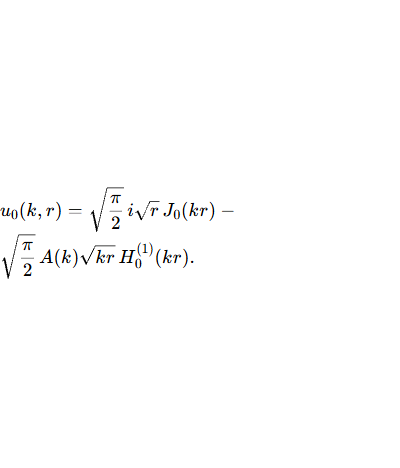 $u_0(k, r) = \sqrt{\frac{\pi}{2}}\, i\sqrt{r}\, J_0(kr) -$
$\sqrt{\frac{\pi}{2}}\, A(k)\sqrt{kr}\, H_0^{(1)}(kr).$